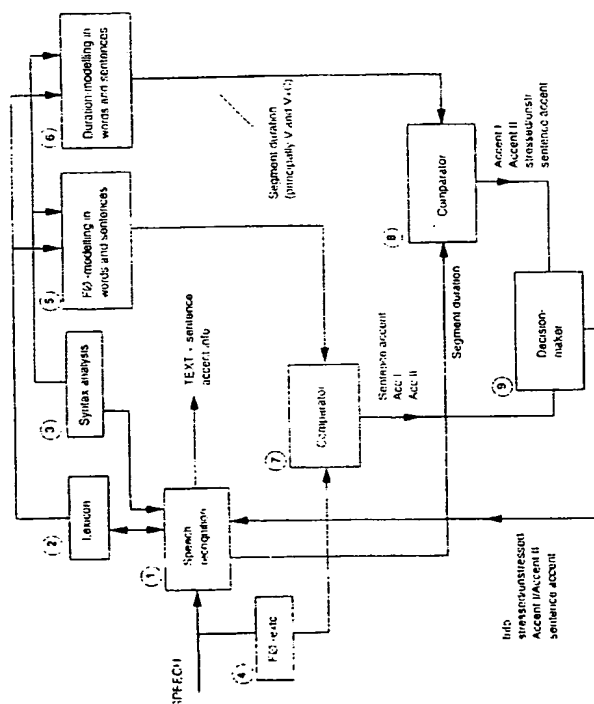 SPEECH
(1)
Speech
recognition
(2)
Lexicon
(3)
Syntax analysis
(4)
F∅-extr
(5)
F∅-modelling in
words and sentences
(6)
Duration modelling in
words and sentences
TEXT + sentence
accent info
Segment duration
(principally V and V+C)
(7)
Comparator
Sentence accent
Acc I
Acc II
(8)
Comparator
Segment duration
Accent I
Accent II
stressed/unstr
sentence accent
(9)
Decision-
maker
Info
stressed/unstressed
Accent I/Accent II
sentence accent